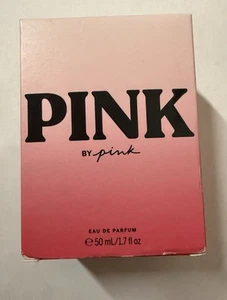 PINK
BY pink
EAU DE PARFUM
℮ 50 mL/1.7 fl oz